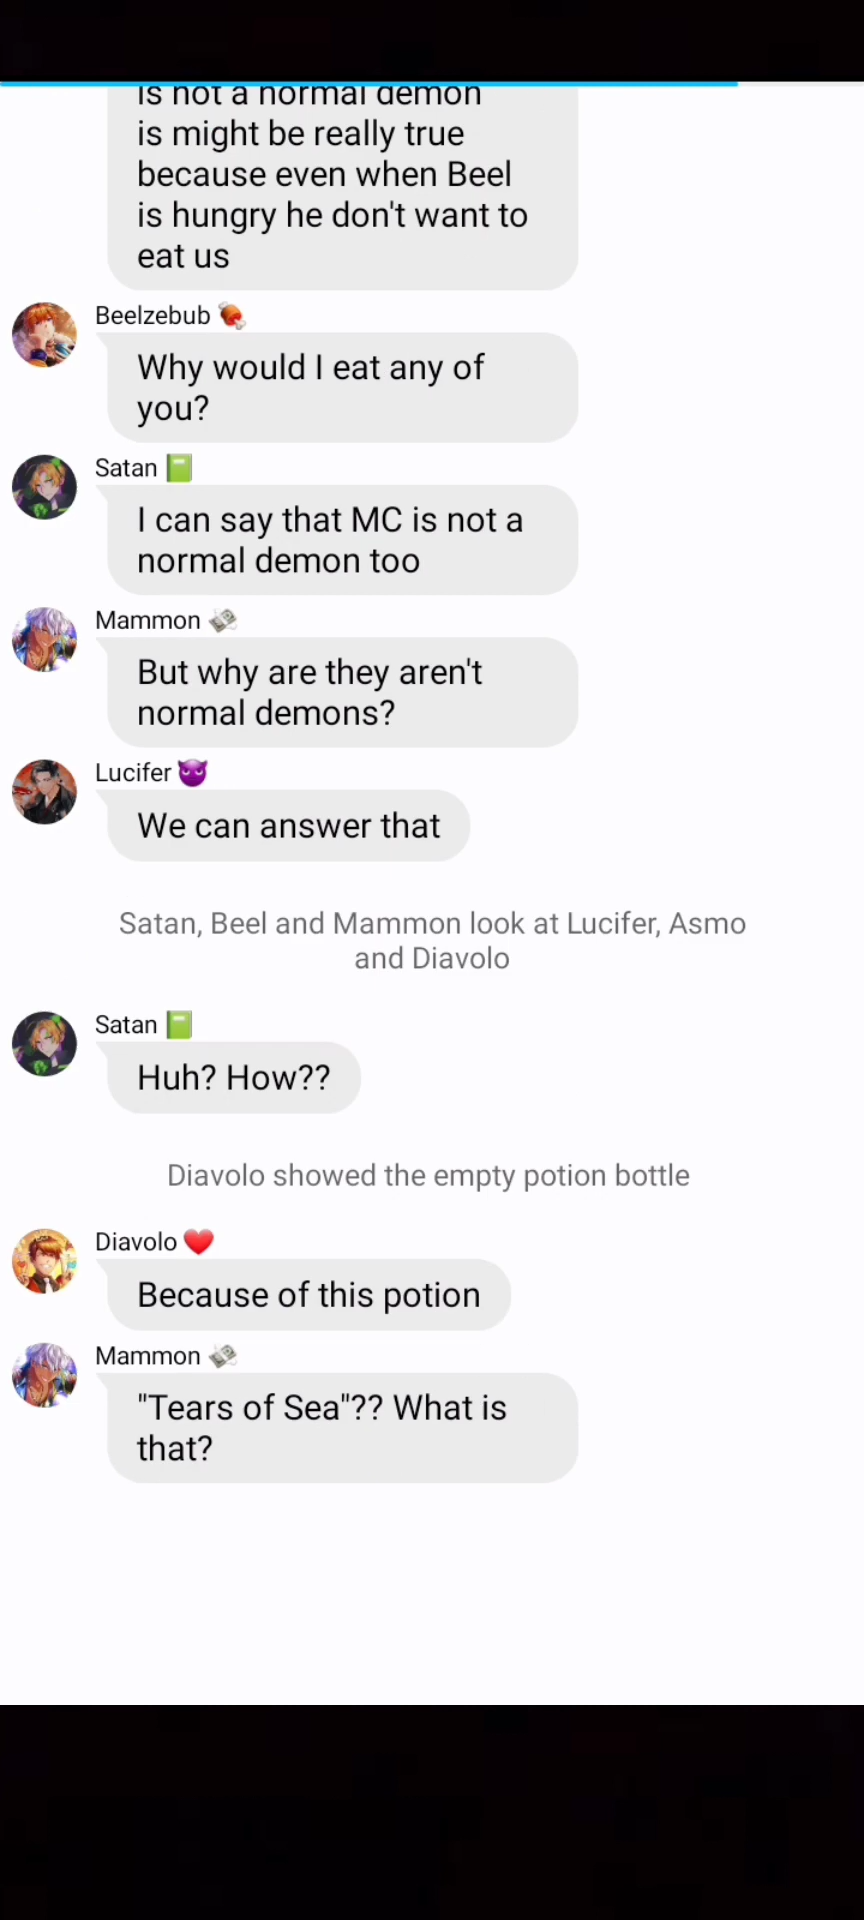 is not a normal demon
is might be really true
because even when Beel
is hungry he don't want to
eat us
Beelzebub 🍖
Why would I eat any of
you?
Satan 📗
I can say that MC is not a
normal demon too
Mammon 💸
But why are they aren't
normal demons?
Lucifer 😈
We can answer that
Satan, Beel and Mammon look at Lucifer, Asmo
and Diavolo
Satan 📗
Huh? How??
Diavolo showed the empty potion bottle
Diavolo ❤️
Because of this potion
Mammon 💸
"Tears of Sea"?? What is
that?